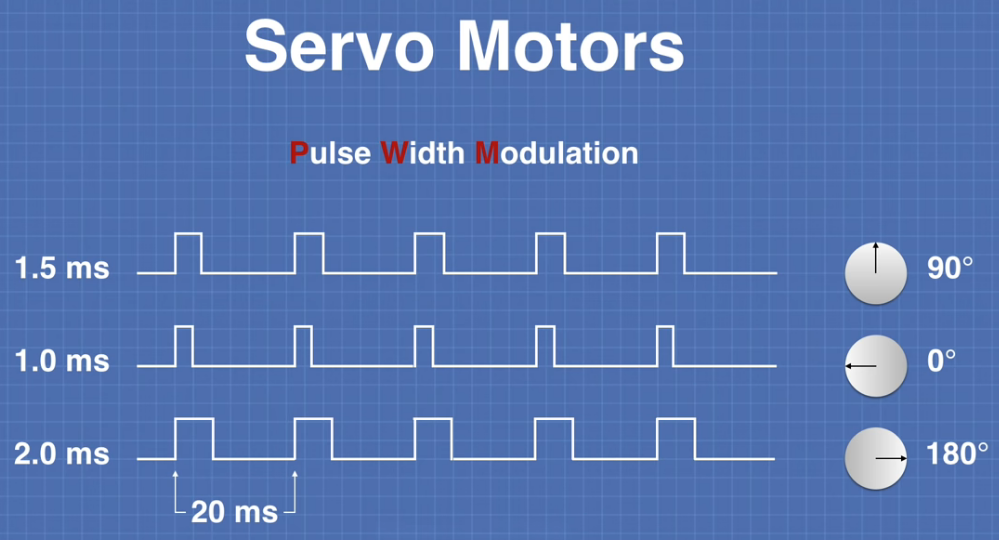 Servo Motors
Pulse Width Modulation
1.5 ms
90°
1.0 ms
0°
2.0 ms
180°
20 ms